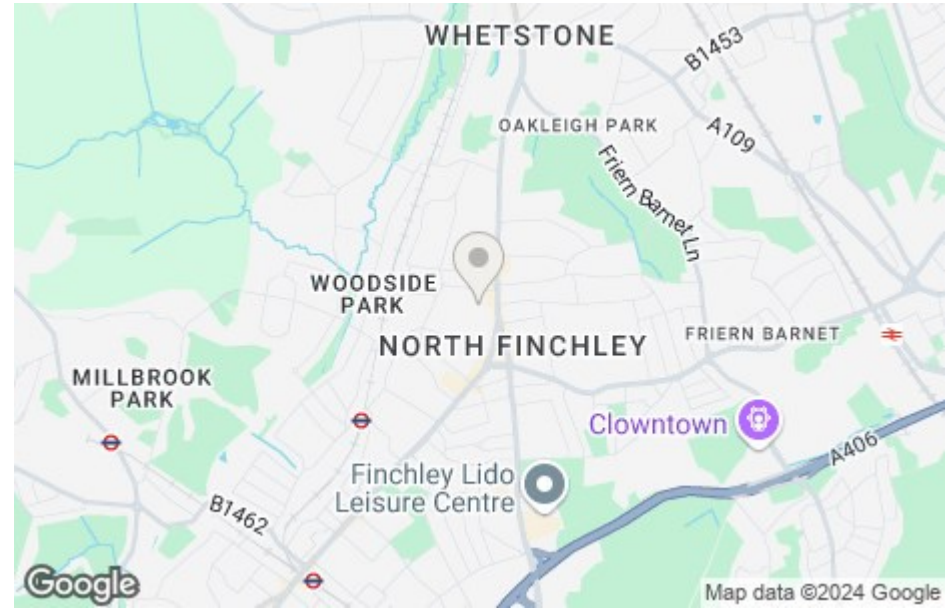 WHETSTONE
B1453
OAKLEIGH PARK
A109
Friern Barnet Ln
WOODSIDE
PARK
NORTH FINCHLEY
FRIERN BARNET
MILLBROOK
PARK
Clowntown
A406
Finchley Lido
Leisure Centre
B1462
Google
Map data ©2024 Google